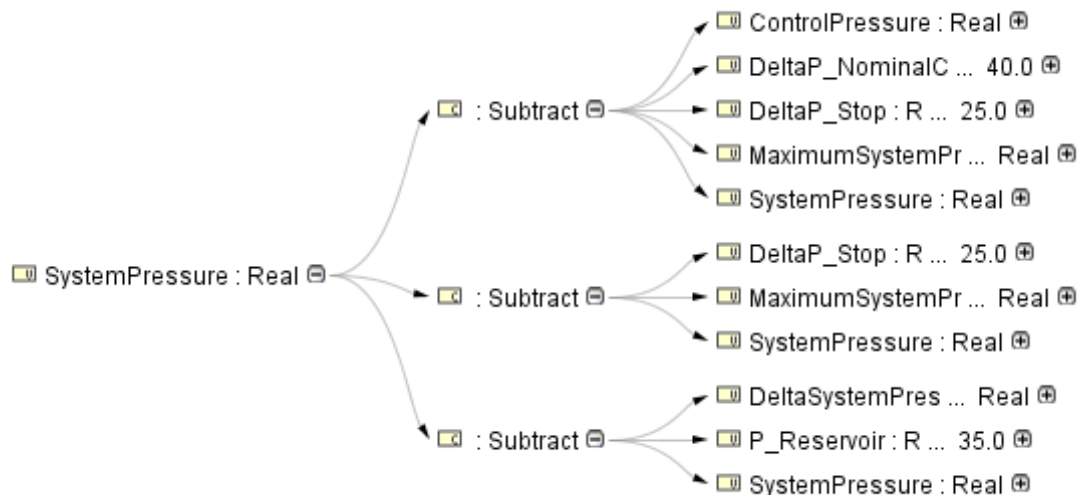 ControlPressure : Real
DeltaP_NominalC ... 40.0
: Subtract
DeltaP_Stop : R ... 25.0
MaximumSystemPr ... Real
SystemPressure : Real
SystemPressure : Real
: Subtract
DeltaP_Stop : R ... 25.0
MaximumSystemPr ... Real
SystemPressure : Real
: Subtract
DeltaSystemPres ... Real
P_Reservoir : R ... 35.0
SystemPressure : Real